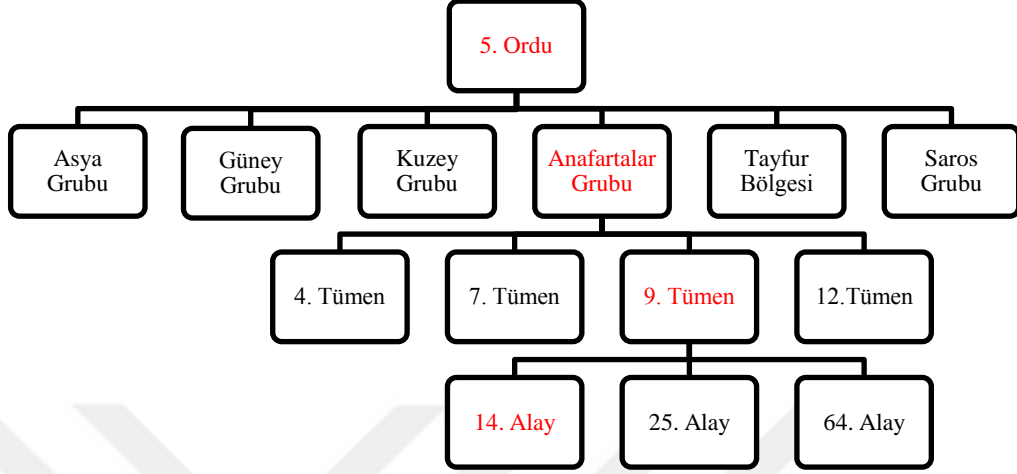 5. Ordu
Asya
Grubu
Güney
Grubu
Kuzey
Grubu
Anafartalar
Grubu
Tayfur
Bölgesi
Saros
Grubu
4. Tümen
7. Tümen
9. Tümen
12.Tümen
14. Alay
25. Alay
64. Alay